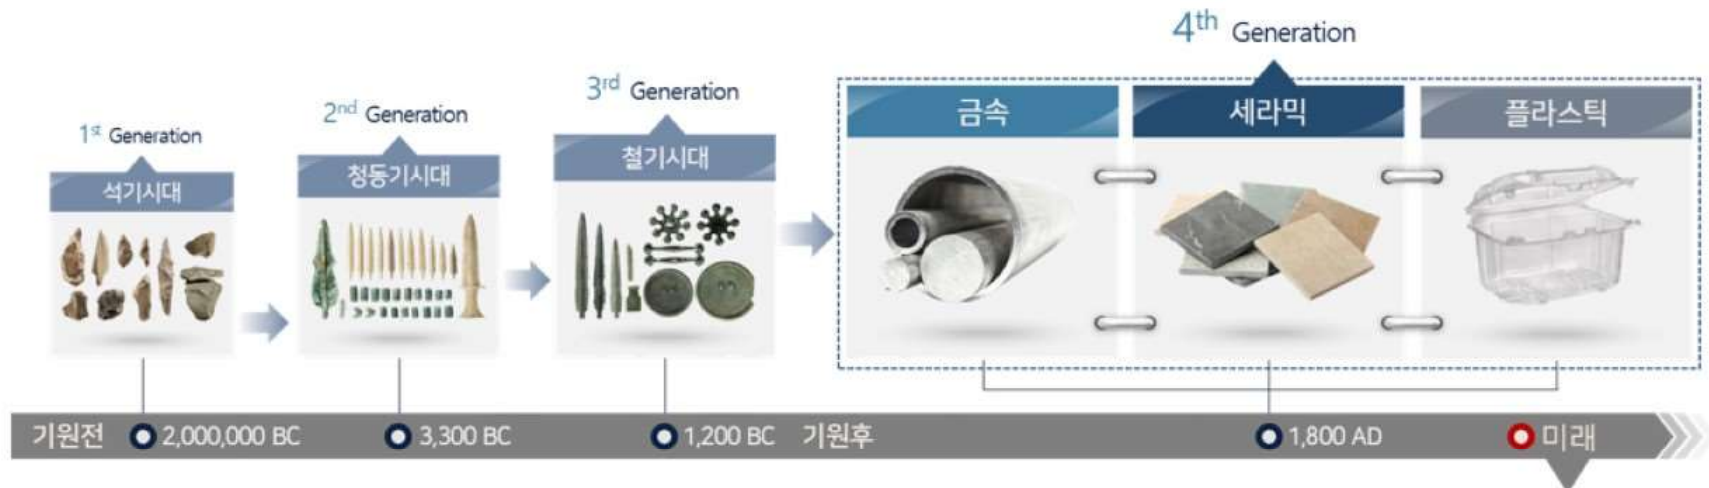 1st Generation
석기시대
2nd Generation
청동기시대
3rd Generation
철기시대
4th Generation
금속
세라믹
플라스틱
기원전 2,000,000 BC 3,300 BC 1,200 BC 기원후 1,800 AD 미래